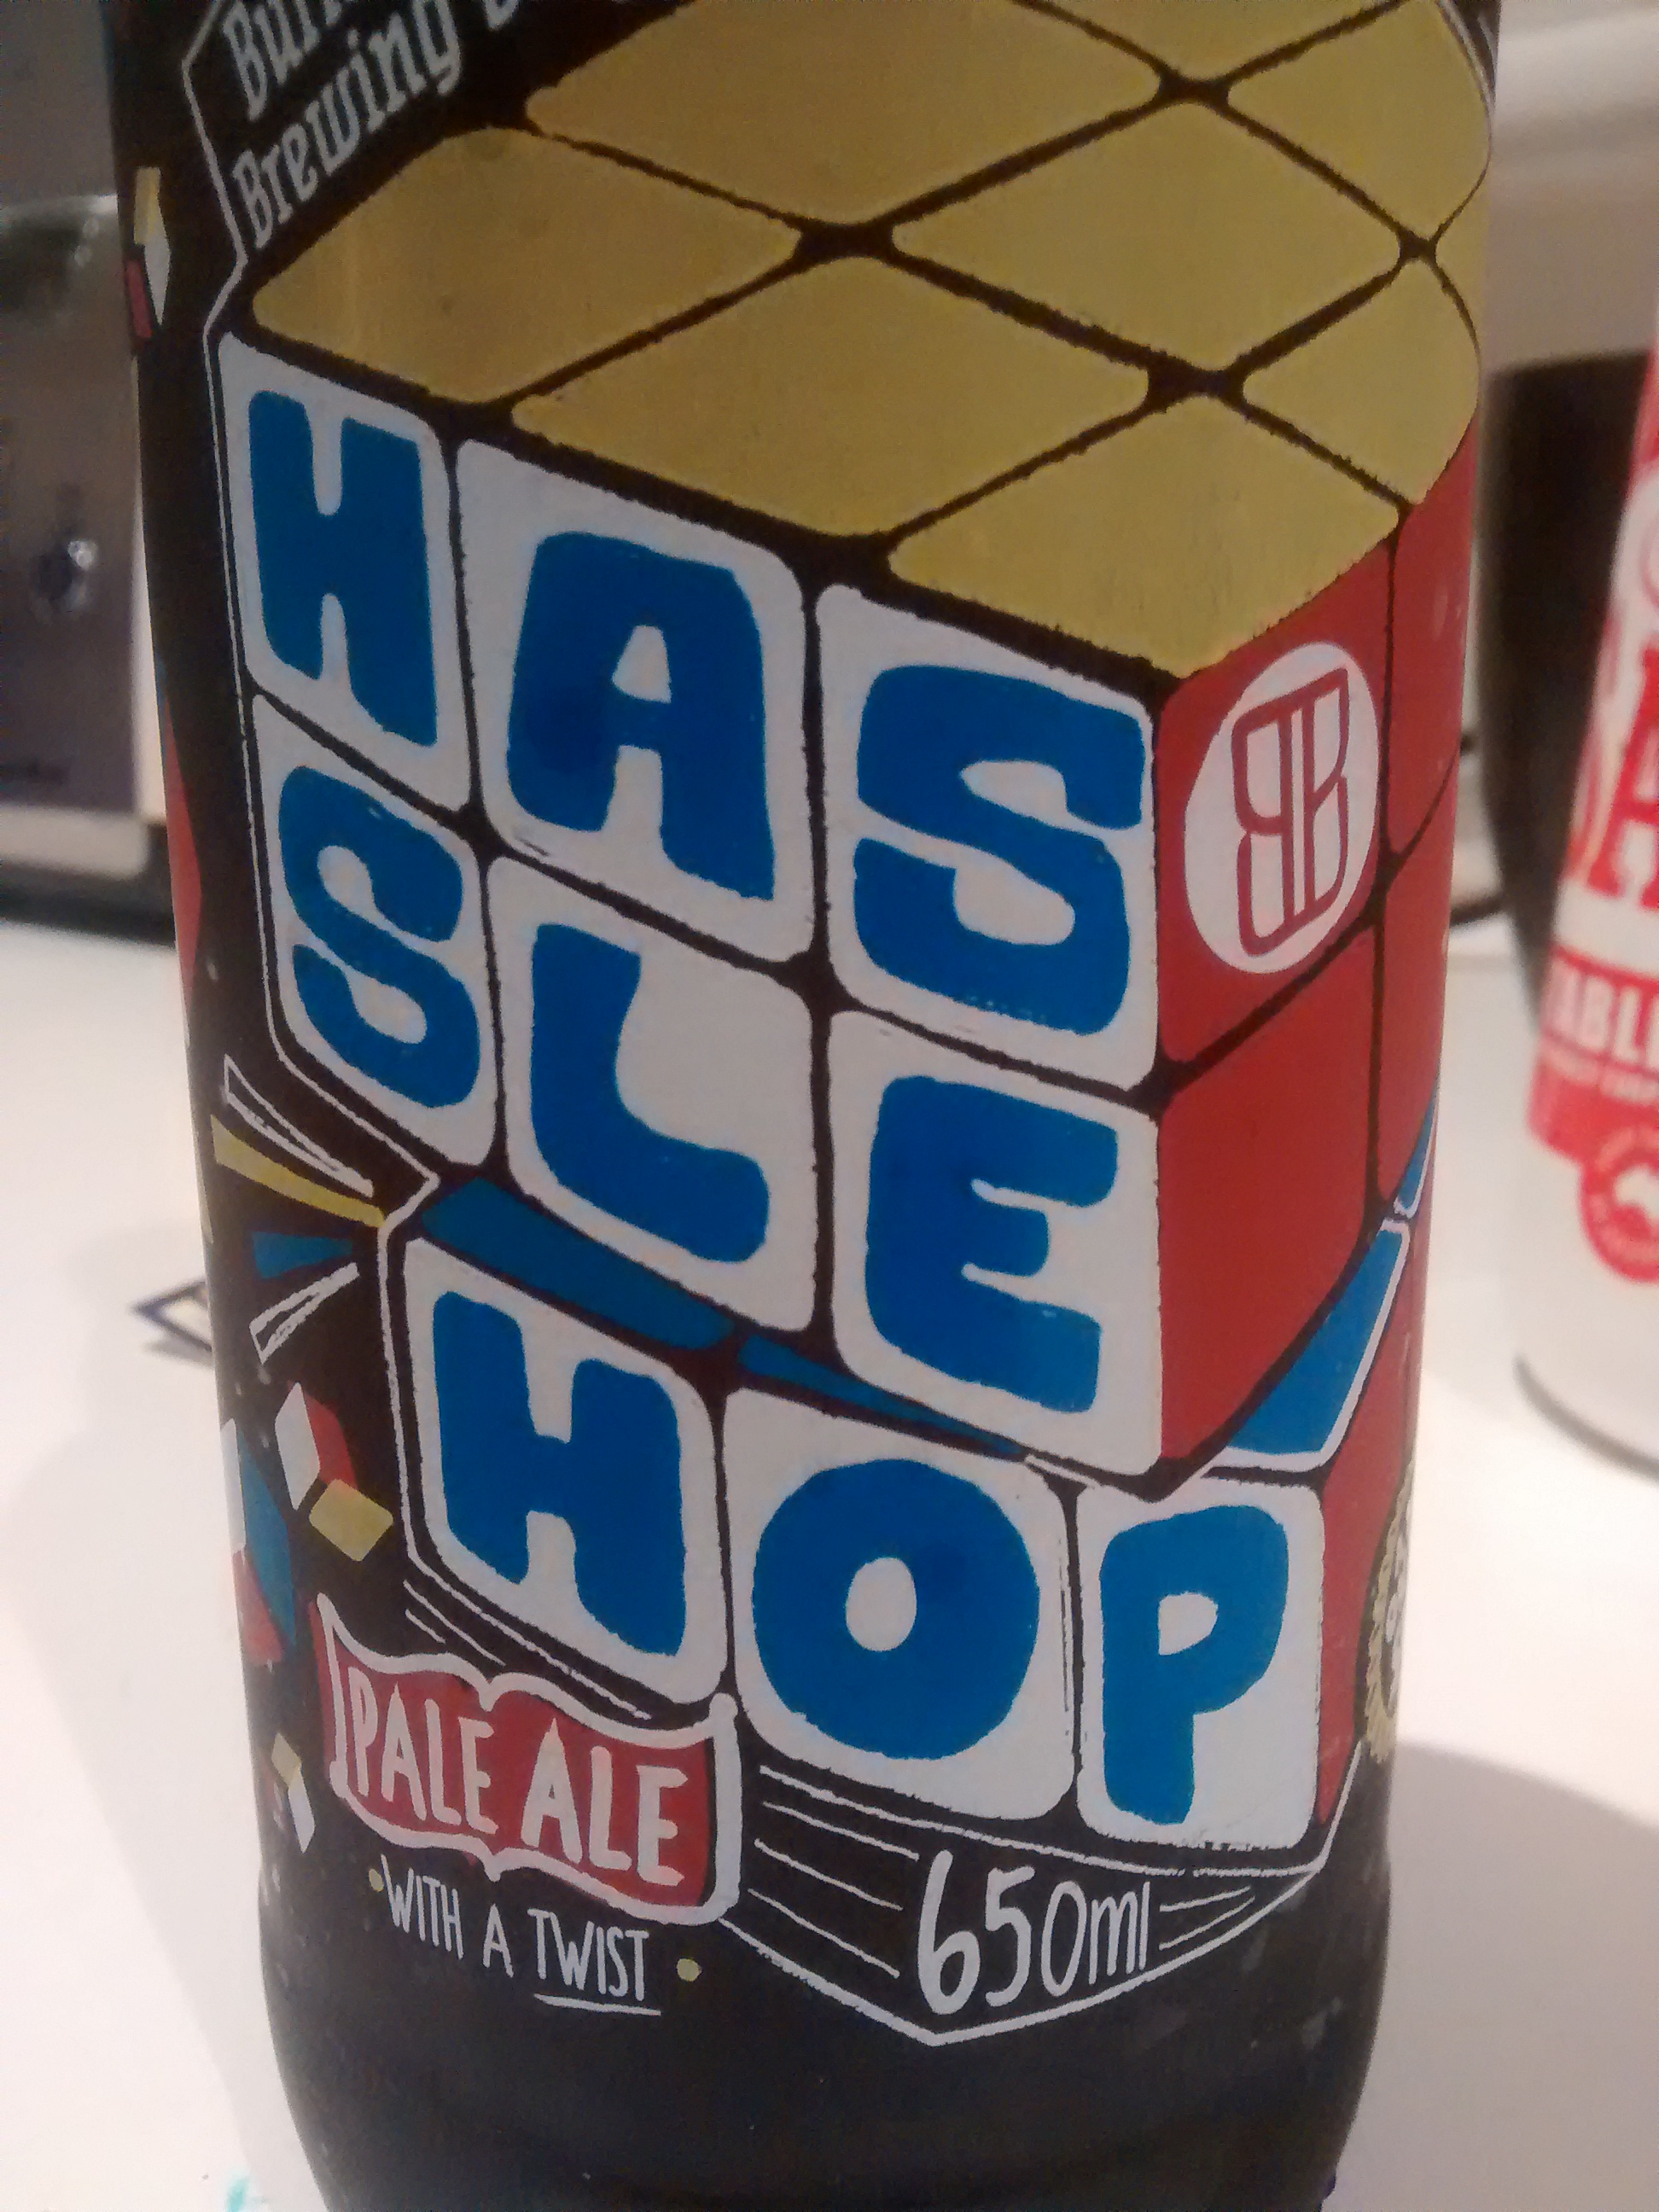 Brewing
HAS
SLE
HOP
PALE ALE
WITH A TWIST
650ml